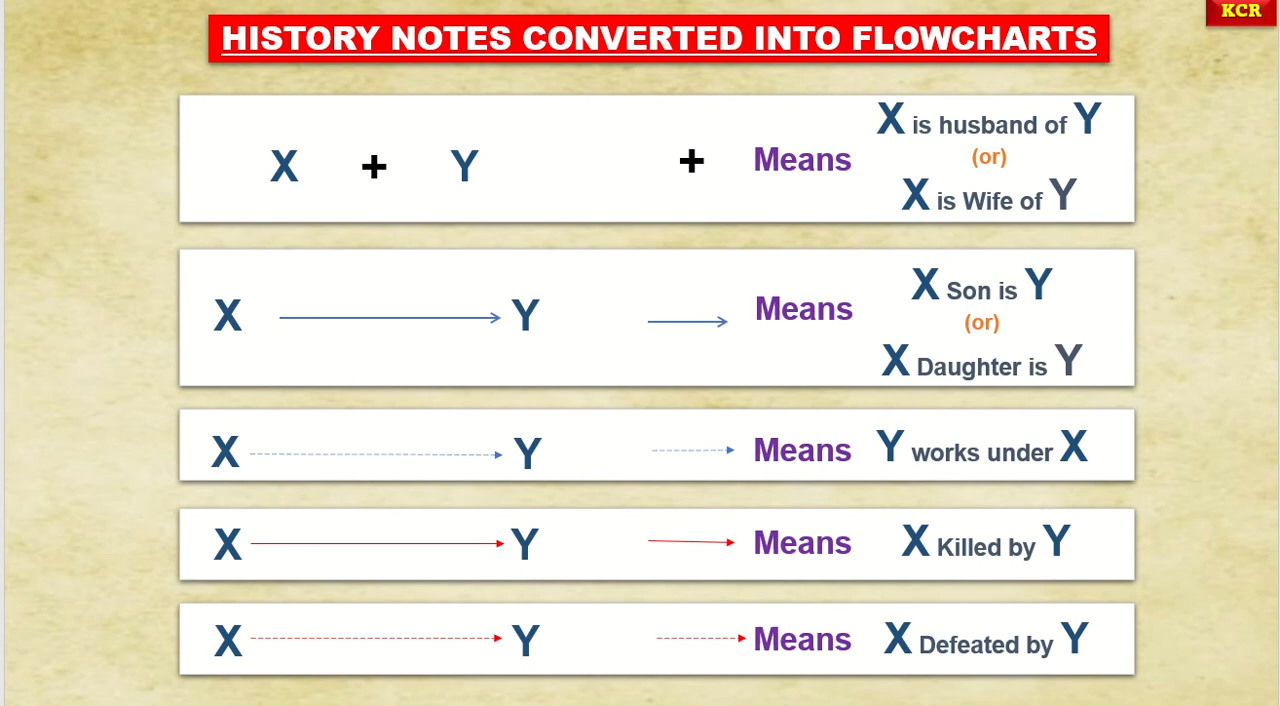 KCR
HISTORY NOTES CONVERTED INTO FLOWCHARTS
X + Y + Means
X is husband of Y
(or)
X is Wife of Y
X Y Means
X Son is Y
(or)
X Daughter is Y
X Y Means Y works under X
X Y Means X Killed by Y
X Y Means X Defeated by Y